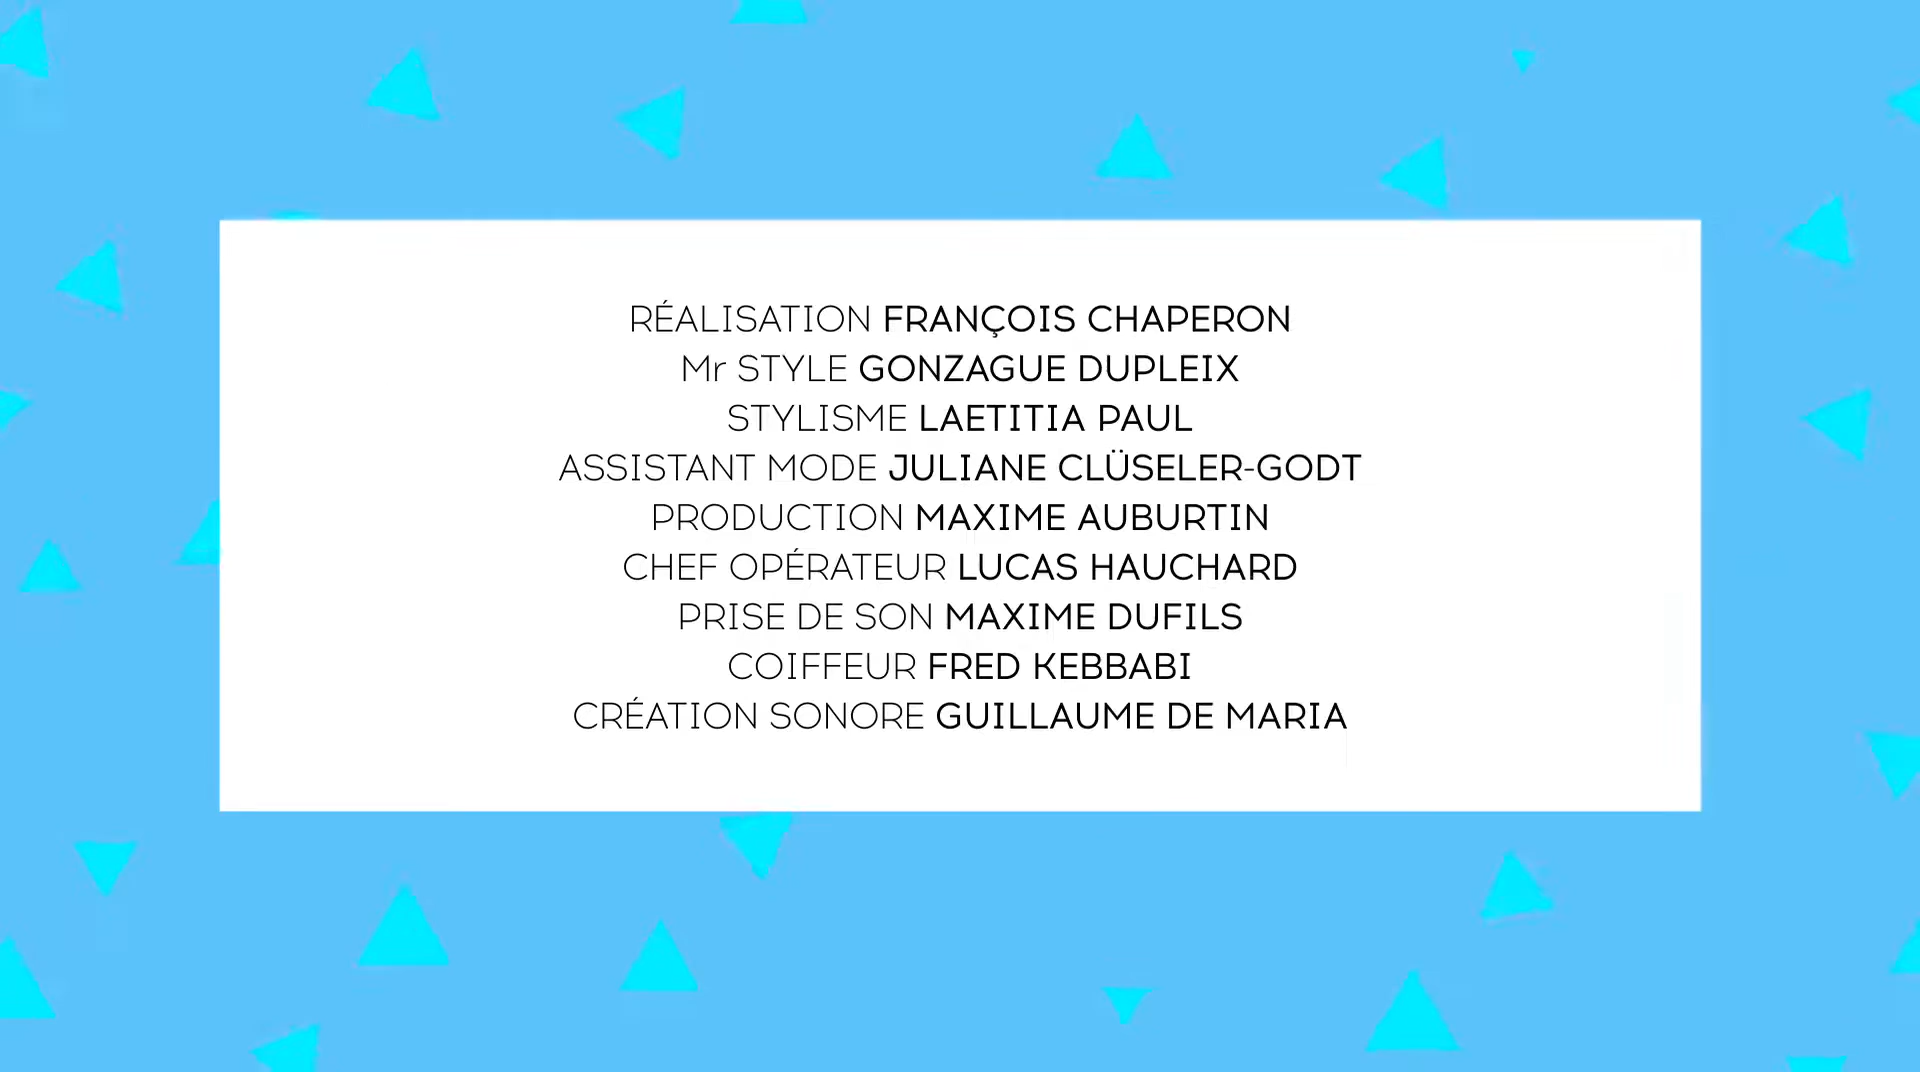 RÉALISATION FRANÇOIS CHAPERON
Mr STYLE GONZAGUE DUPLEIX
STYLISME LAETITIA PAUL
ASSISTANT MODE JULIANE CLÜSELER-GODT
PRODUCTION MAXIME AUBURTIN
CHEF OPÉRATEUR LUCAS HAUCHARD
PRISE DE SON MAXIME DUFILS
COIFFEUR FRED KEBBABI
CRÉATION SONORE GUILLAUME DE MARIA